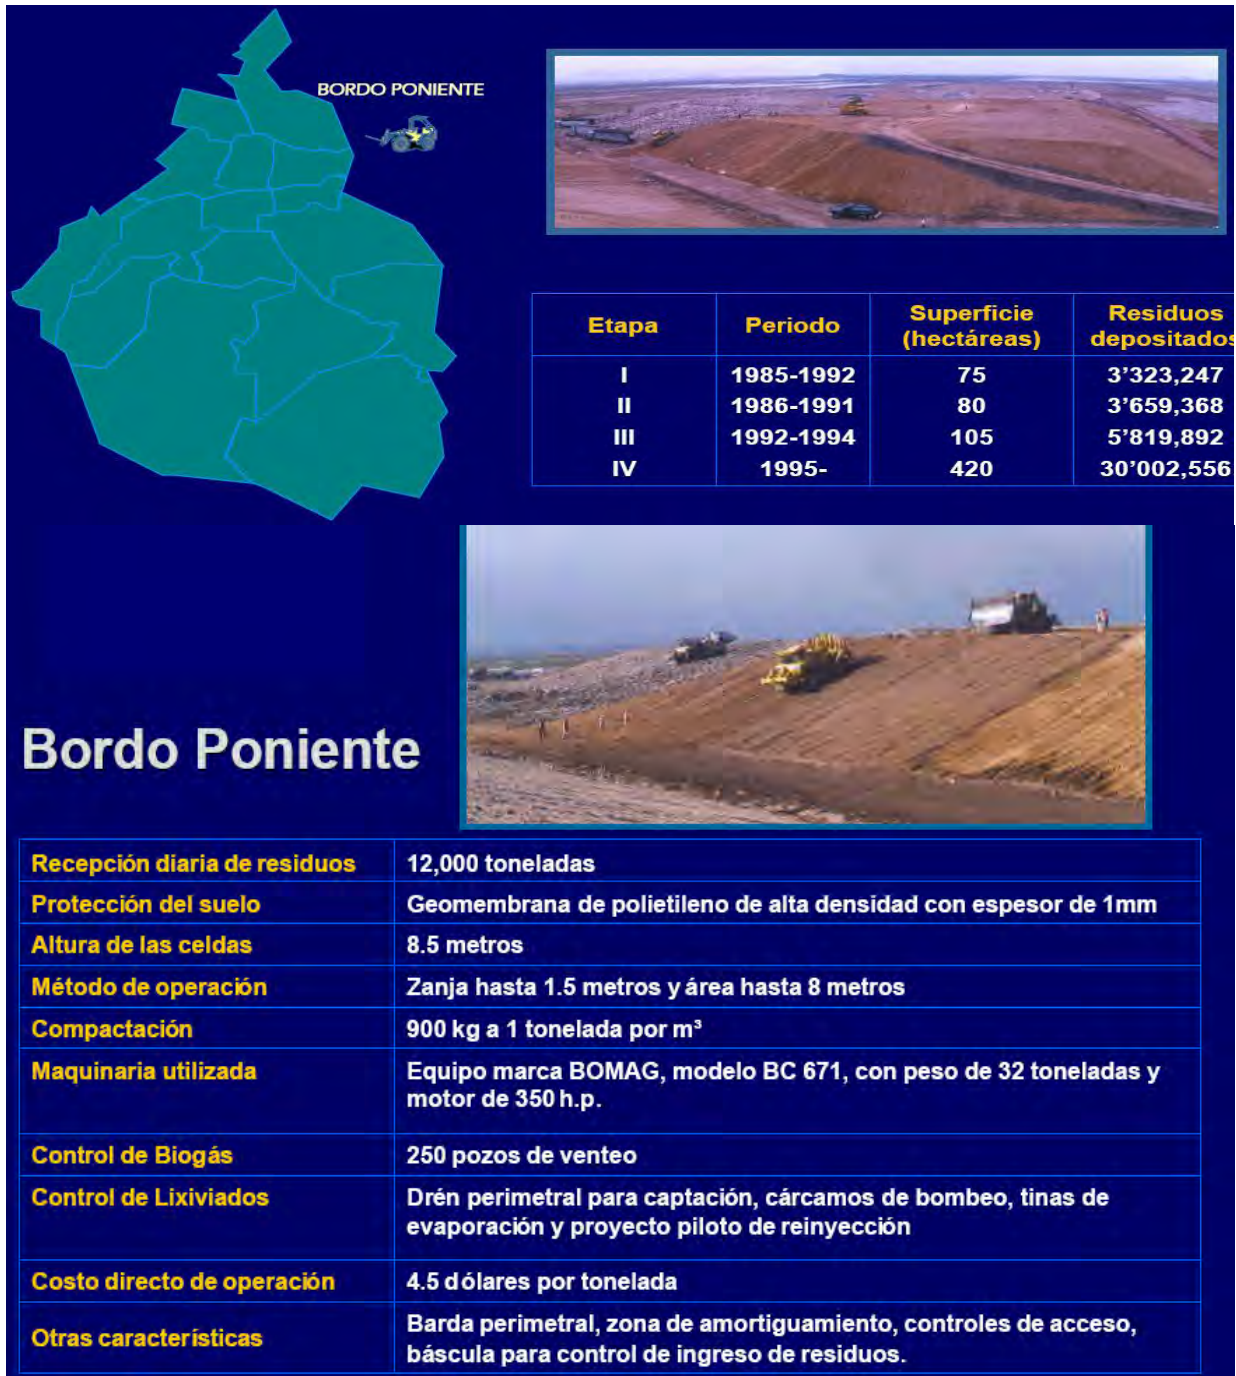 BORDO PONIENTE
Etapa Periodo Superficie (hectáreas) Residuos depositados
I 1985-1992 75 3’323,247
II 1986-1991 80 3’659,368
III 1992-1994 105 5’819,892
IV 1995- 420 30’002,556
Bordo Poniente
Recepción diaria de residuos 12,000 toneladas
Protección del suelo Geomembrana de polietileno de alta densidad con espesor de 1mm
Altura de las celdas 8.5 metros
Método de operación Zanja hasta 1.5 metros y área hasta 8 metros
Compactación 900 kg a 1 tonelada por m³
Maquinaria utilizada Equipo marca BOMAG, modelo BC 671, con peso de 32 toneladas y
motor de 350 h.p.
Control de Biogás 250 pozos de venteo
Control de Lixiviados Drén perimetral para captación, cárcamos de bombeo, tinas de
evaporación y proyecto piloto de reinyección
Costo directo de operación 4.5 dólares por tonelada
Otras características Barda perimetral, zona de amortiguamiento, controles de acceso,
báscula para control de ingreso de residuos.